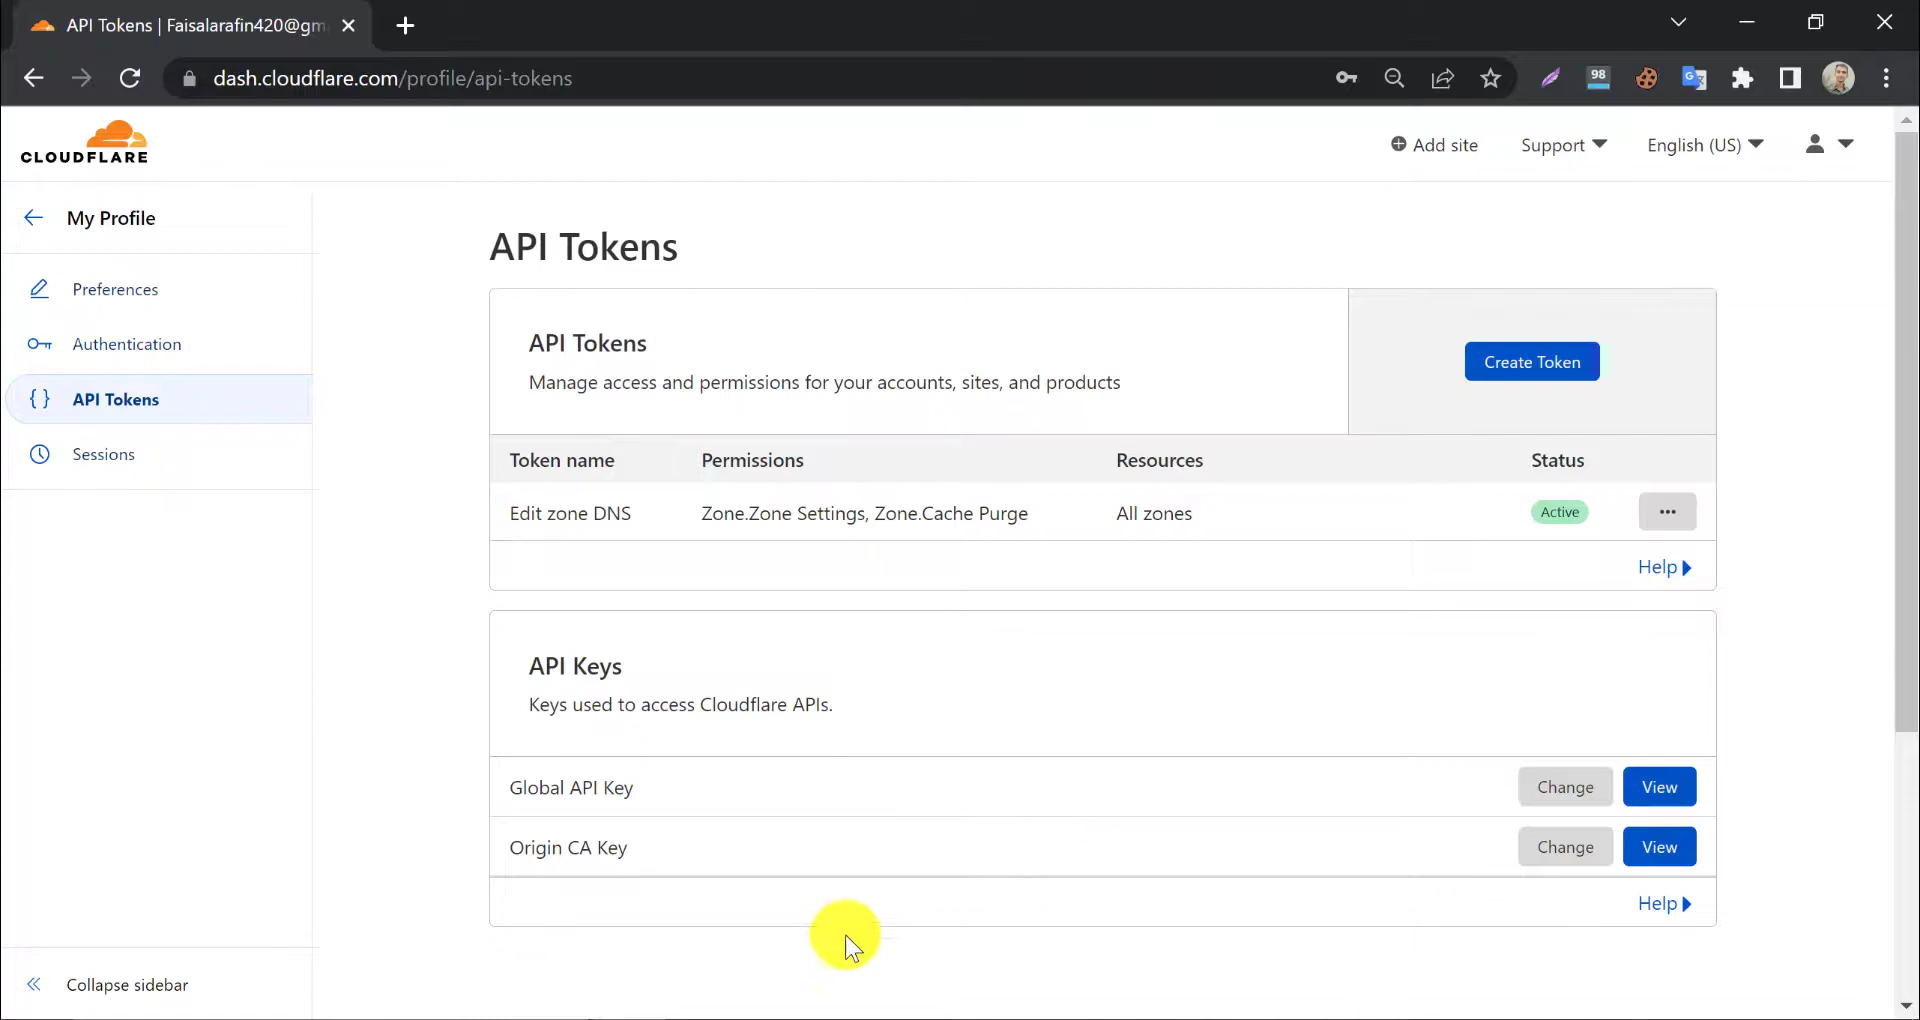 API Tokens | Faisalarafin420@gm
dash.cloudflare.com/profile/api-tokens
98
CLOUDFLARE
Add site
Support
English (US)
My Profile
Preferences
Authentication
API Tokens
Sessions
Collapse sidebar
API Tokens
API Tokens
Manage access and permissions for your accounts, sites, and products
Create Token
Token name Permissions Resources Status
Edit zone DNS Zone.Zone Settings, Zone.Cache Purge All zones Active
Help
API Keys
Keys used to access Cloudflare APIs.
Global API Key Change View
Origin CA Key Change View
Help